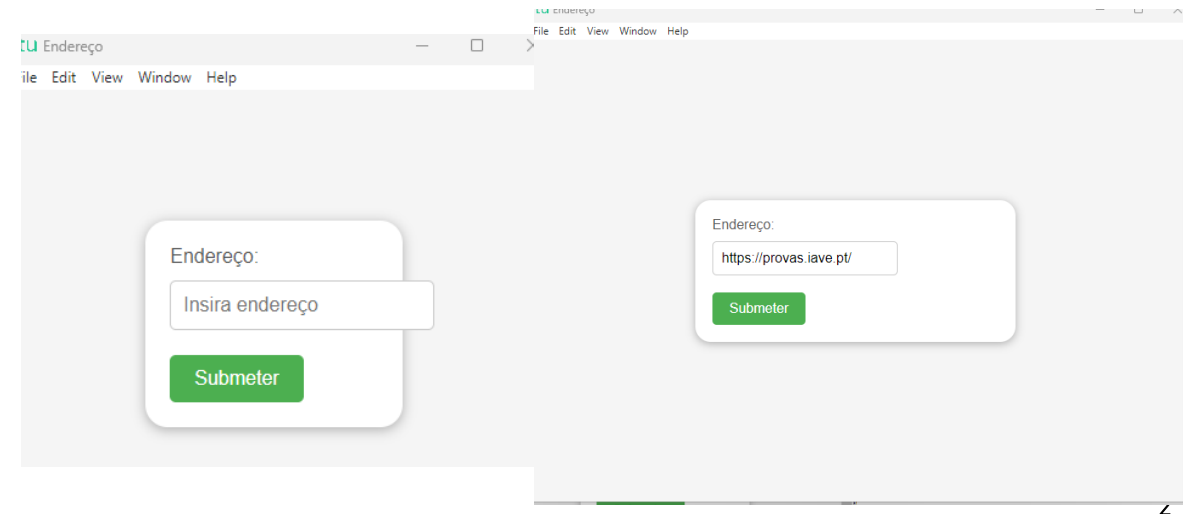 tu Endereço
File Edit View Window Help
Endereço:
Insira endereço
Submeter
Endereço
File Edit View Window Help
Endereço:
https://provas.iave.pt/
Submeter